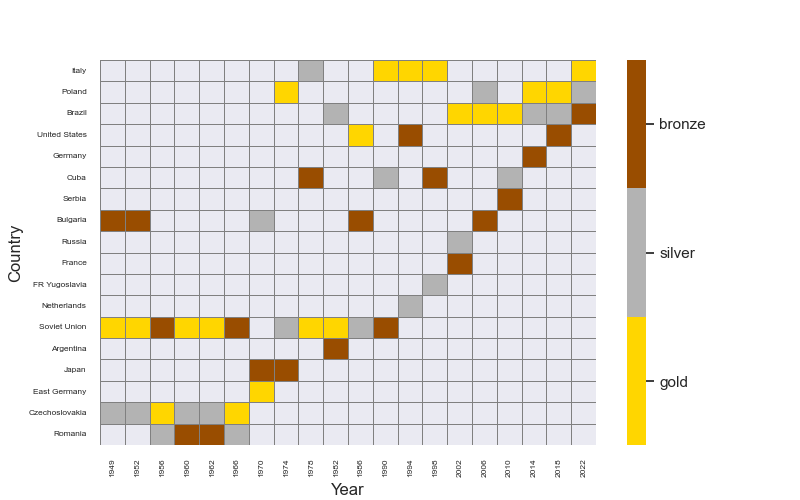 Italy
Poland
Brazil
United States
Germany
Cuba
Serbia
Bulgaria
Russia
France
FR Yugoslavia
Netherlands
Soviet Union
Argentina
Japan
East Germany
Czechoslovakia
Romania
Country
1949 1952 1956 1960 1962 1966 1970 1974 1978 1982 1986 1990 1994 1998 2002 2006 2010 2014 2018 2022
Year
bronze
silver
gold